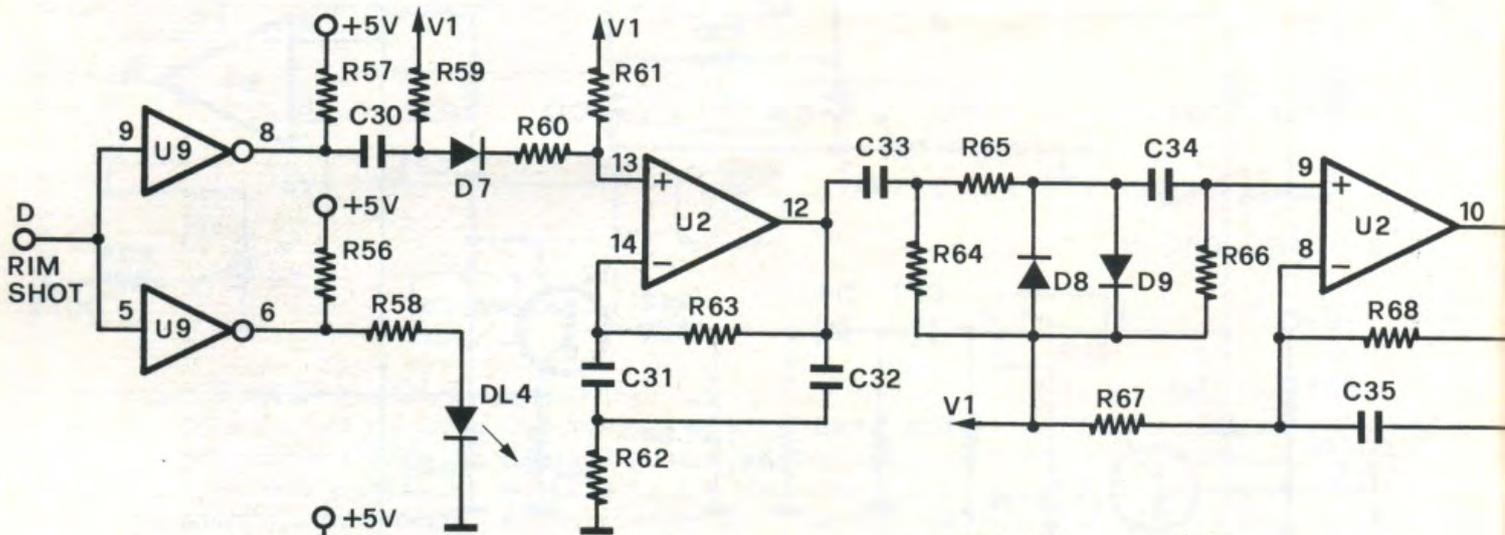 +5V
V1
V1
R57
R59
R61
9
U9
8
C30
R60
D7
13
+
U2
12
14
−
C33
R65
C34
9
+
U2
10
8
−
R64
D8
D9
R66
D
RIM
SHOT
+5V
R56
5
U9
6
R58
R63
R68
C31
C32
DL4
V1
R67
C35
R62
+5V